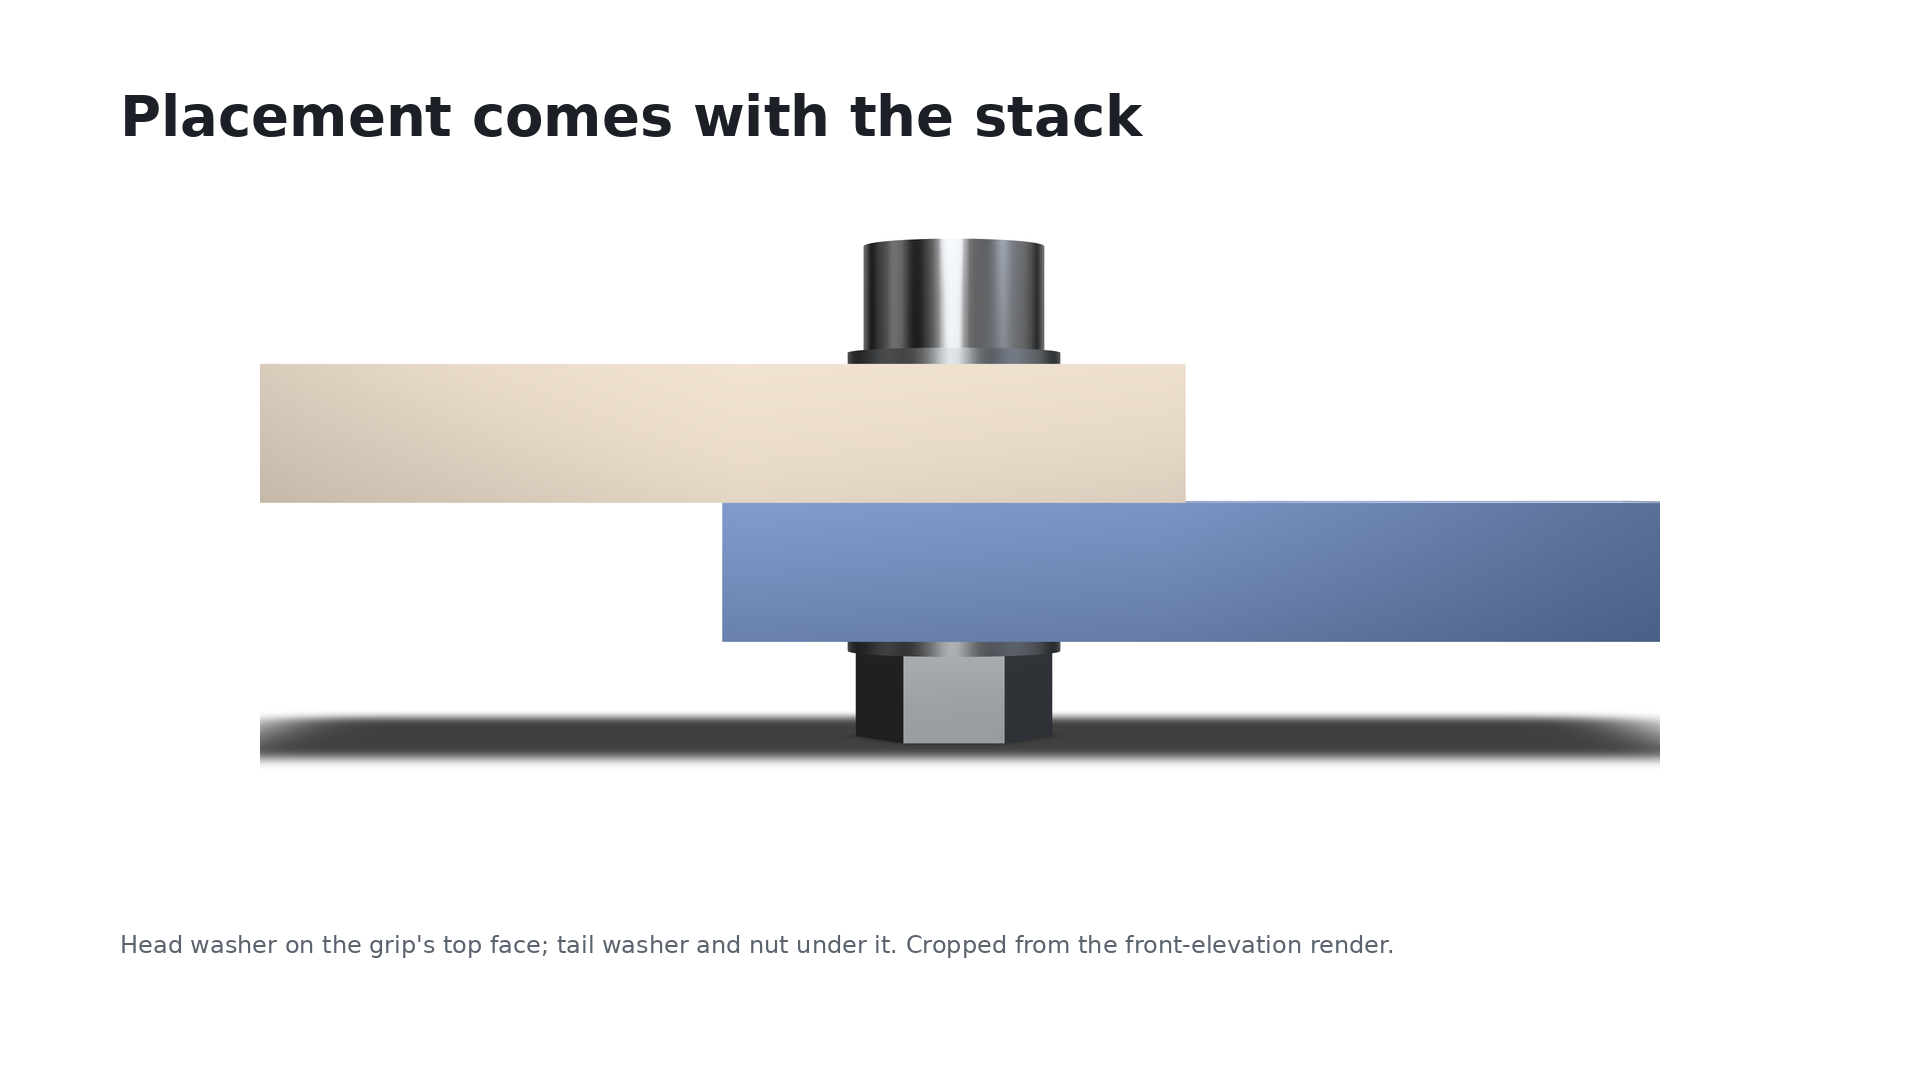 Placement comes with the stack
Head washer on the grip's top face; tail washer and nut under it. Cropped from the front-elevation render.